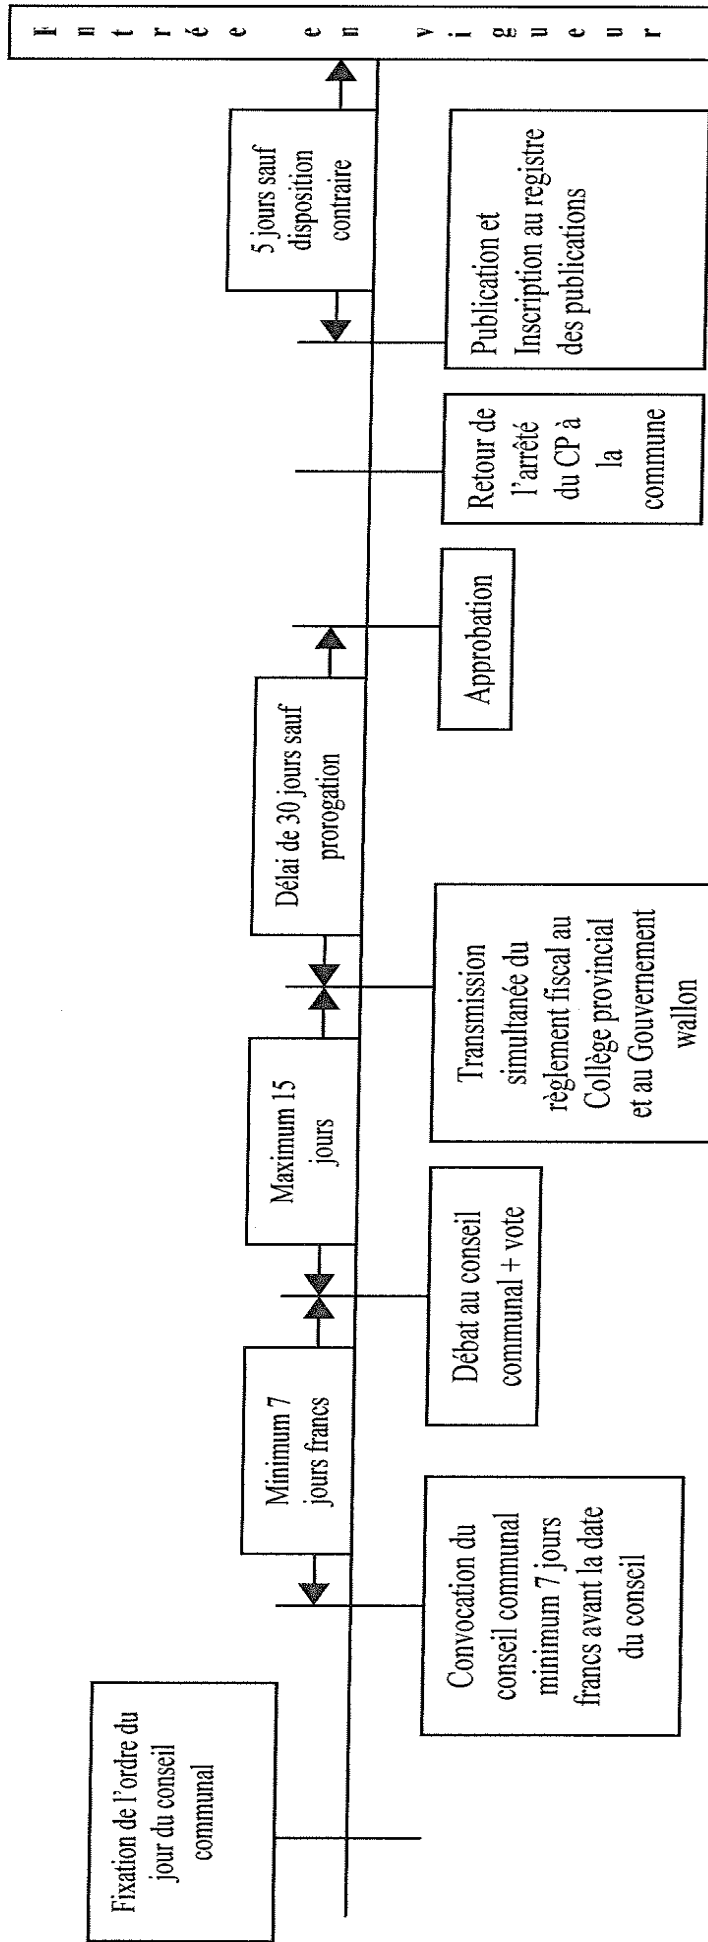 Fixation de l'ordre du
jour du conseil
communal
Convocation du
conseil communal
minimum 7 jours
francs avant la date
du conseil
Minimum 7
jours francs
Débat au conseil
communal + vote
Maximum 15
jours
Transmission
simultanée du
règlement fiscal au
Collège provincial
et au Gouvernement
wallon
Délai de 30 jours sauf
prorogation
Approbation
Retour de
l'arrêté
du CP à
la
commune
Publication et
Inscription au registre
des publications
5 jours sauf
disposition
contraire
Entrée en vigueur